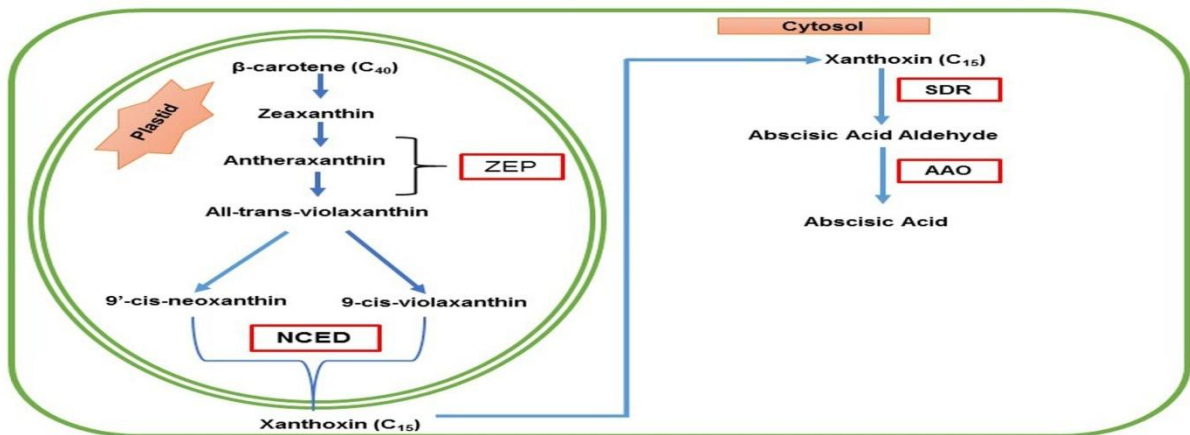 Plastid
β-carotene (C₄₀)
Zeaxanthin
Antheraxanthin
ZEP
All-trans-violaxanthin
9'-cis-neoxanthin
9-cis-violaxanthin
NCED
Xanthoxin (C₁₅)
Cytosol
Xanthoxin (C₁₅)
SDR
Abscisic Acid Aldehyde
AAO
Abscisic Acid